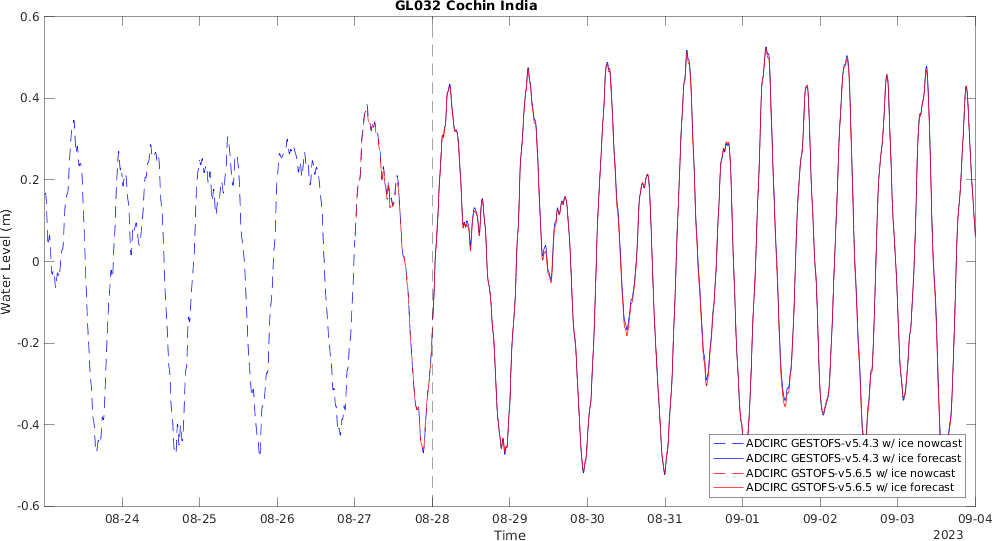 GL032 Cochin India
0.6
0.4
0.2
0
-0.2
-0.4
-0.6
Water Level (m)
ADCIRC GESTOFS-v5.4.3 w/ ice nowcast
ADCIRC GESTOFS-v5.4.3 w/ ice forecast
ADCIRC GSTOFS-v5.6.5 w/ ice nowcast
ADCIRC GSTOFS-v5.6.5 w/ ice forecast
08-24 08-25 08-26 08-27 08-28 08-29 08-30 08-31 09-01 09-02 09-03 09-04
Time
2023